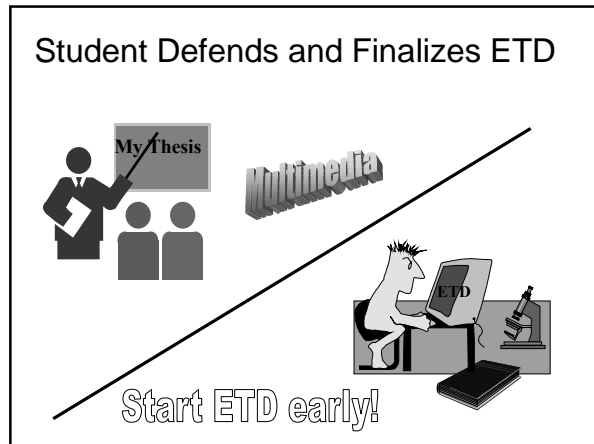 Student Defends and Finalizes ETD
My Thesis
Multimedia
ETD
Start ETD early!